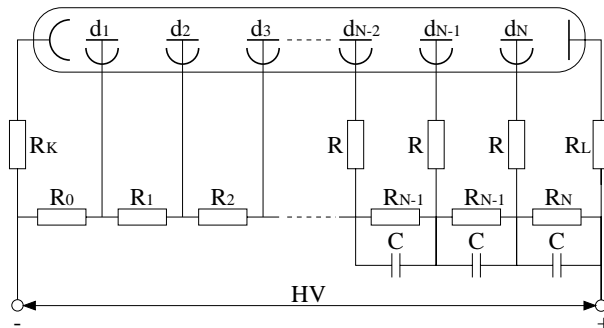 d1 d2 d3 dN-2 dN-1 dN
RK R R R RL
R0 R1 R2 RN-1 RN-1 RN
C C C
HV
- +